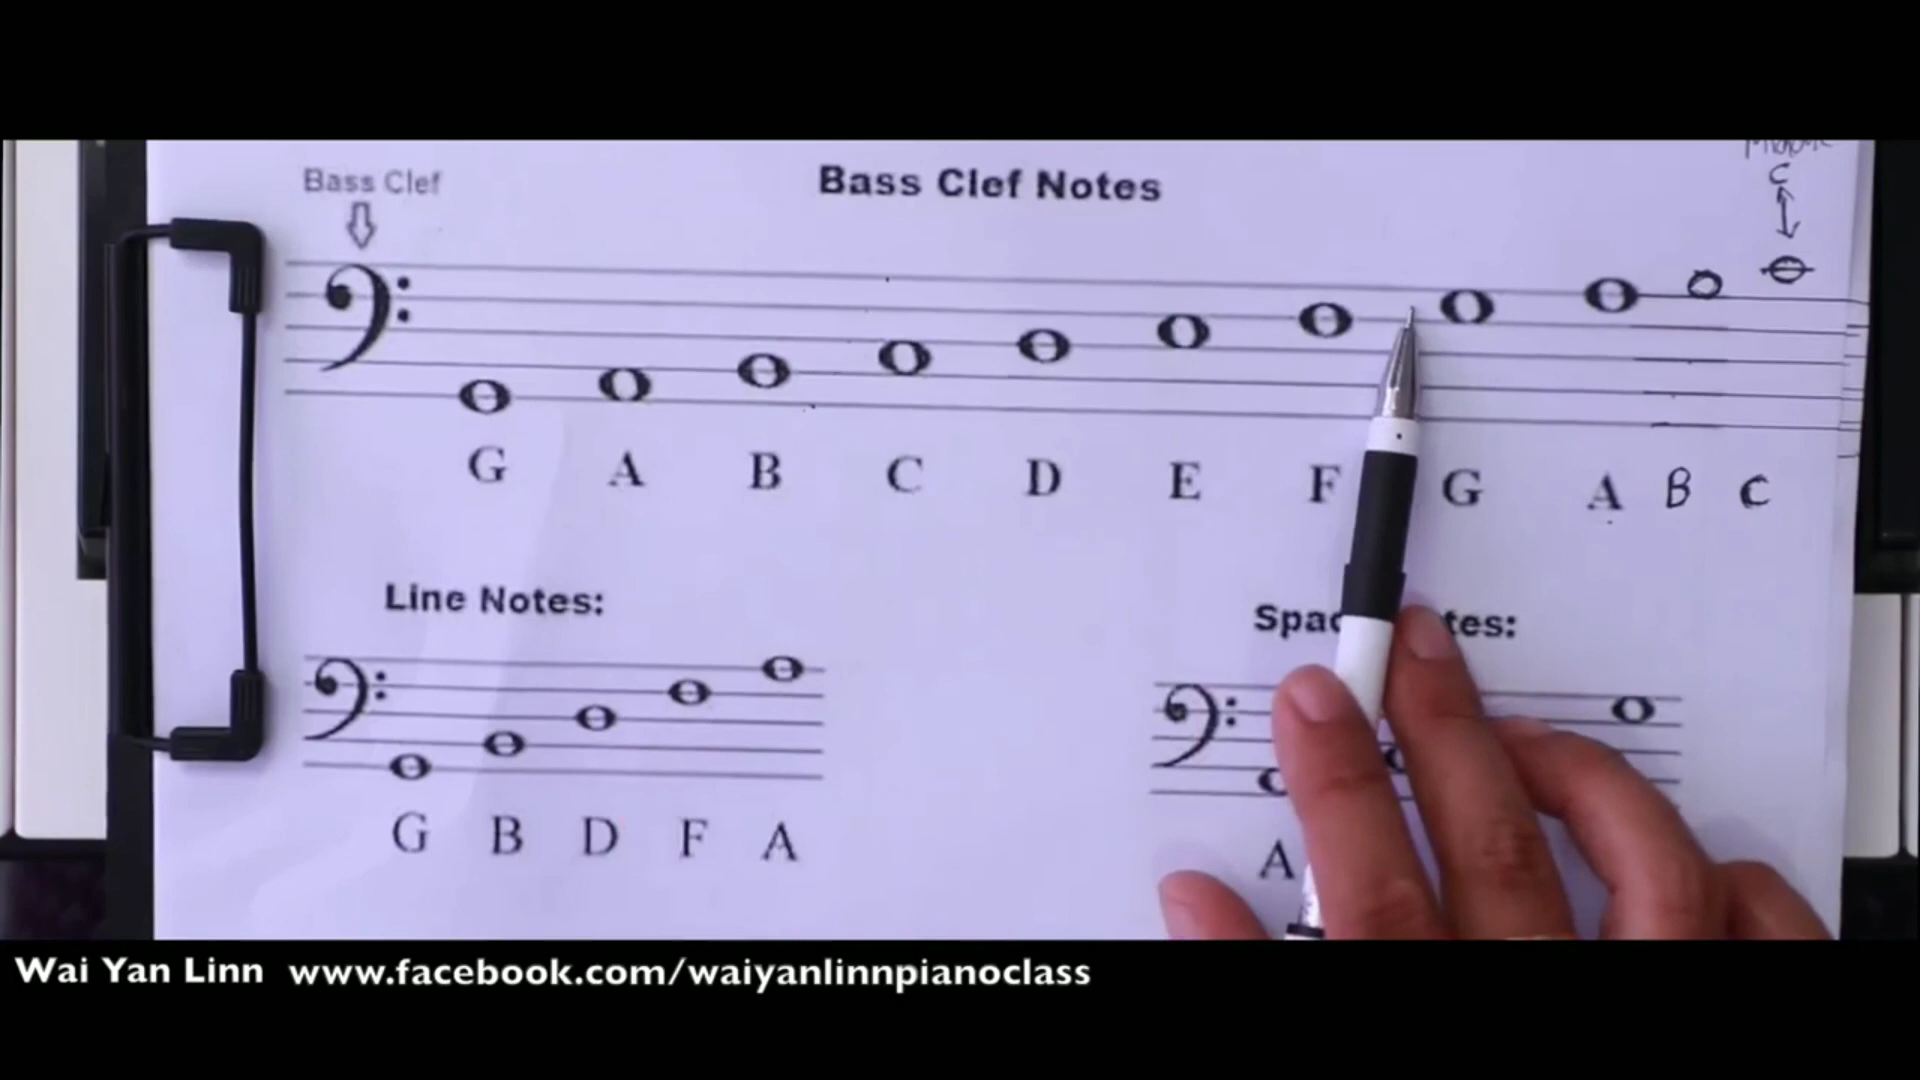 Bass Clef
Bass Clef Notes
C
G A B C D E F G A B C
Line Notes:
G B D F A
A
Wai Yan Linn www.facebook.com/waiyanlinnpianoclass